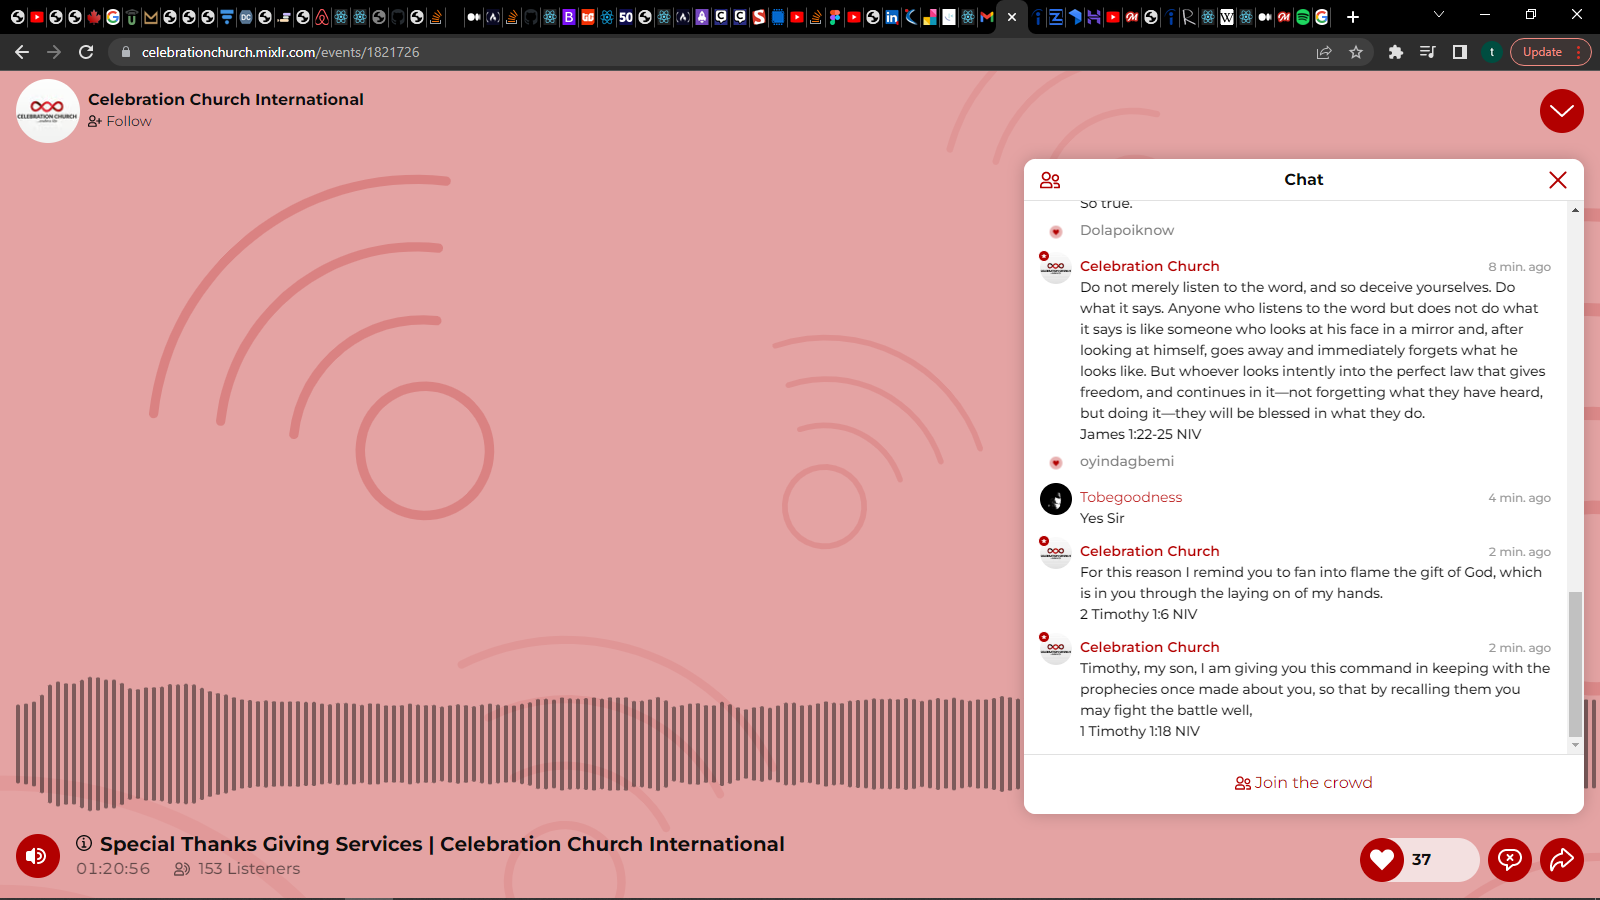 celebrationchurch.mixlr.com/events/1821726
t
Update
CELEBRATION CHURCH
Celebration Church International
Follow
Chat
So true.
Dolapoiknow
Celebration Church
8 min. ago
Do not merely listen to the word, and so deceive yourselves. Do
what it says. Anyone who listens to the word but does not do what
it says is like someone who looks at his face in a mirror and, after
looking at himself, goes away and immediately forgets what he
looks like. But whoever looks intently into the perfect law that gives
freedom, and continues in it—not forgetting what they have heard,
but doing it—they will be blessed in what they do.
James 1:22-25 NIV
oyindagbemi
Tobegoodness
4 min. ago
Yes Sir
Celebration Church
2 min. ago
For this reason I remind you to fan into flame the gift of God, which
is in you through the laying on of my hands.
2 Timothy 1:6 NIV
Celebration Church
2 min. ago
Timothy, my son, I am giving you this command in keeping with the
prophecies once made about you, so that by recalling them you
may fight the battle well,
1 Timothy 1:18 NIV
Join the crowd
Special Thanks Giving Services | Celebration Church International
01:20:56
153 Listeners
37